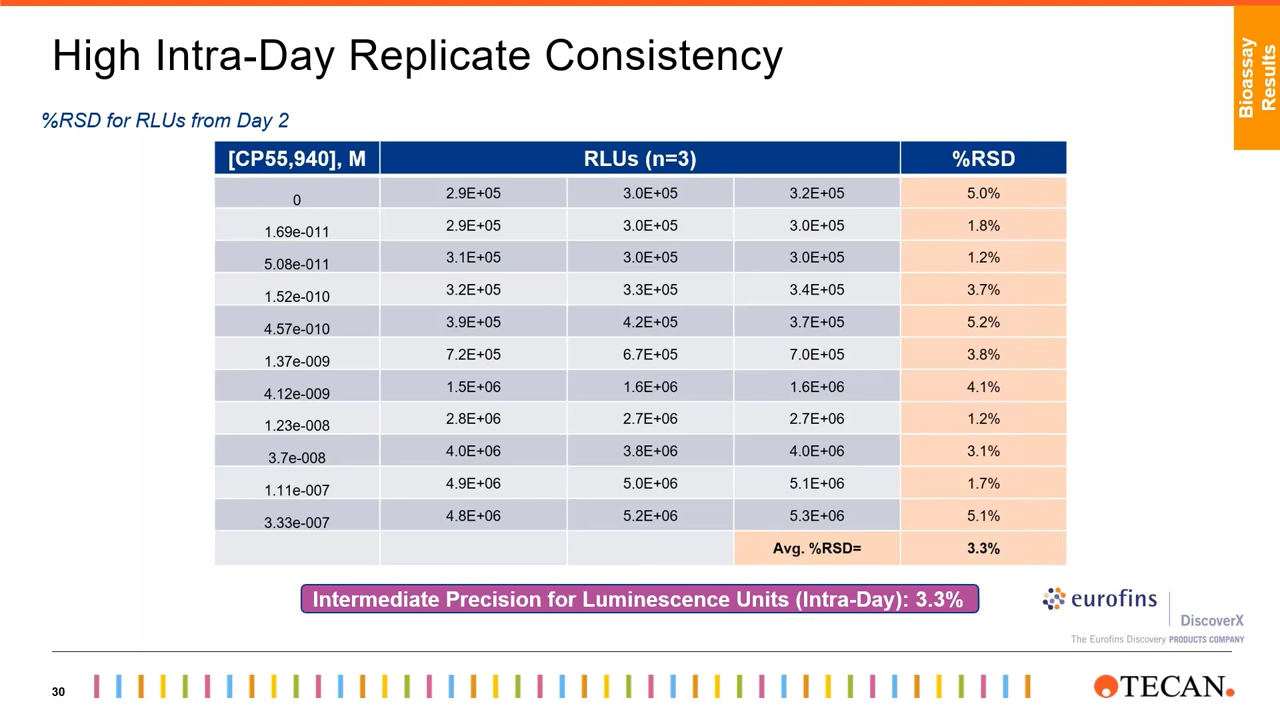 High Intra-Day Replicate Consistency
Bioassay
Results
%RSD for RLUs from Day 2
[CP55,940], M RLUs (n=3) %RSD
0 2.9E+05 3.0E+05 3.2E+05 5.0%
1.69e-011 2.9E+05 3.0E+05 3.0E+05 1.8%
5.08e-011 3.1E+05 3.0E+05 3.0E+05 1.2%
1.52e-010 3.2E+05 3.3E+05 3.4E+05 3.7%
4.57e-010 3.9E+05 4.2E+05 3.7E+05 5.2%
1.37e-009 7.2E+05 6.7E+05 7.0E+05 3.8%
4.12e-009 1.5E+06 1.6E+06 1.6E+06 4.1%
1.23e-008 2.8E+06 2.7E+06 2.7E+06 1.2%
3.7e-008 4.0E+06 3.8E+06 4.0E+06 3.1%
1.11e-007 4.9E+06 5.0E+06 5.1E+06 1.7%
3.33e-007 4.8E+06 5.2E+06 5.3E+06 5.1%
Avg. %RSD= 3.3%
Intermediate Precision for Luminescence Units (Intra-Day): 3.3%
eurofins
DiscoverX
The Eurofins Discovery PRODUCTS COMPANY
30
TECAN.